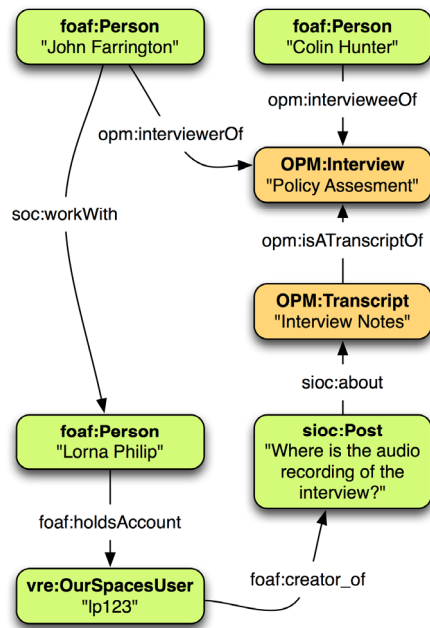 foaf:Person
"John Farrington"
foaf:Person
"Colin Hunter"
opm:intervieweeOf
opm:interviewerOf
OPM:Interview
"Policy Assesment"
soc:workWith
opm:isATranscriptOf
OPM:Transcript
"Interview Notes"
sioc:about
foaf:Person
"Lorna Philip"
sioc:Post
"Where is the audio
recording of the
interview?"
foaf:holdsAccount
foaf:creator_of
vre:OurSpacesUser
"lp123"